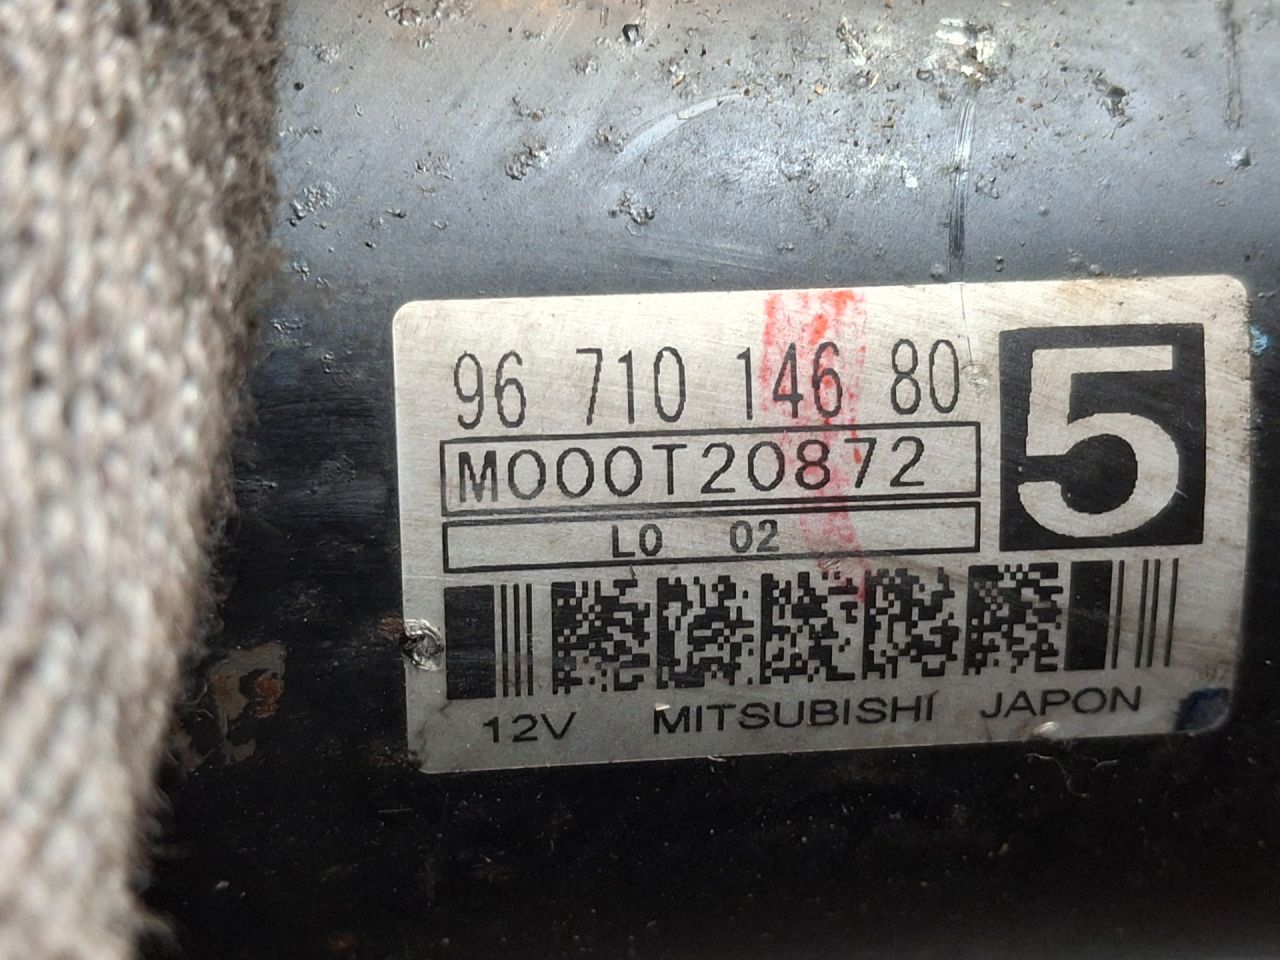 96 710 146 80
5
M000T20872
L0 02
12V MITSUBISHI JAPON